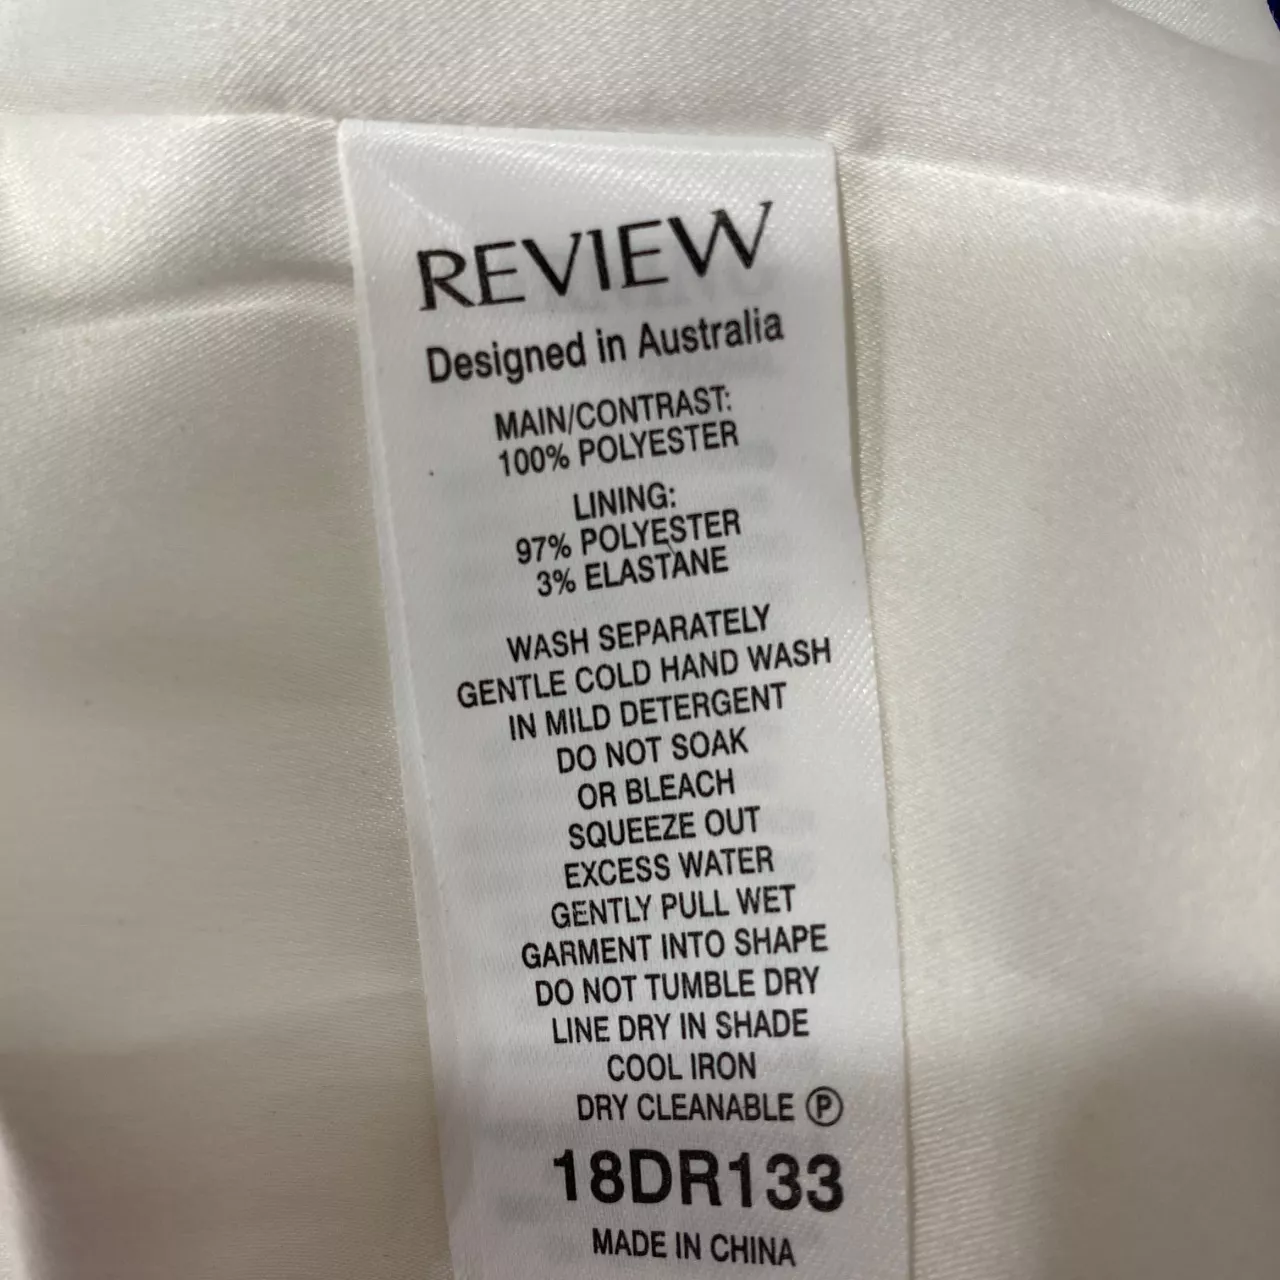 REVIEW
Designed in Australia
MAIN/CONTRAST:
100% POLYESTER
LINING:
97% POLYESTER
3% ELASTANE
WASH SEPARATELY
GENTLE COLD HAND WASH
IN MILD DETERGENT
DO NOT SOAK
OR BLEACH
SQUEEZE OUT
EXCESS WATER
GENTLY PULL WET
GARMENT INTO SHAPE
DO NOT TUMBLE DRY
LINE DRY IN SHADE
COOL IRON
DRY CLEANABLE Ⓟ
18DR133
MADE IN CHINA